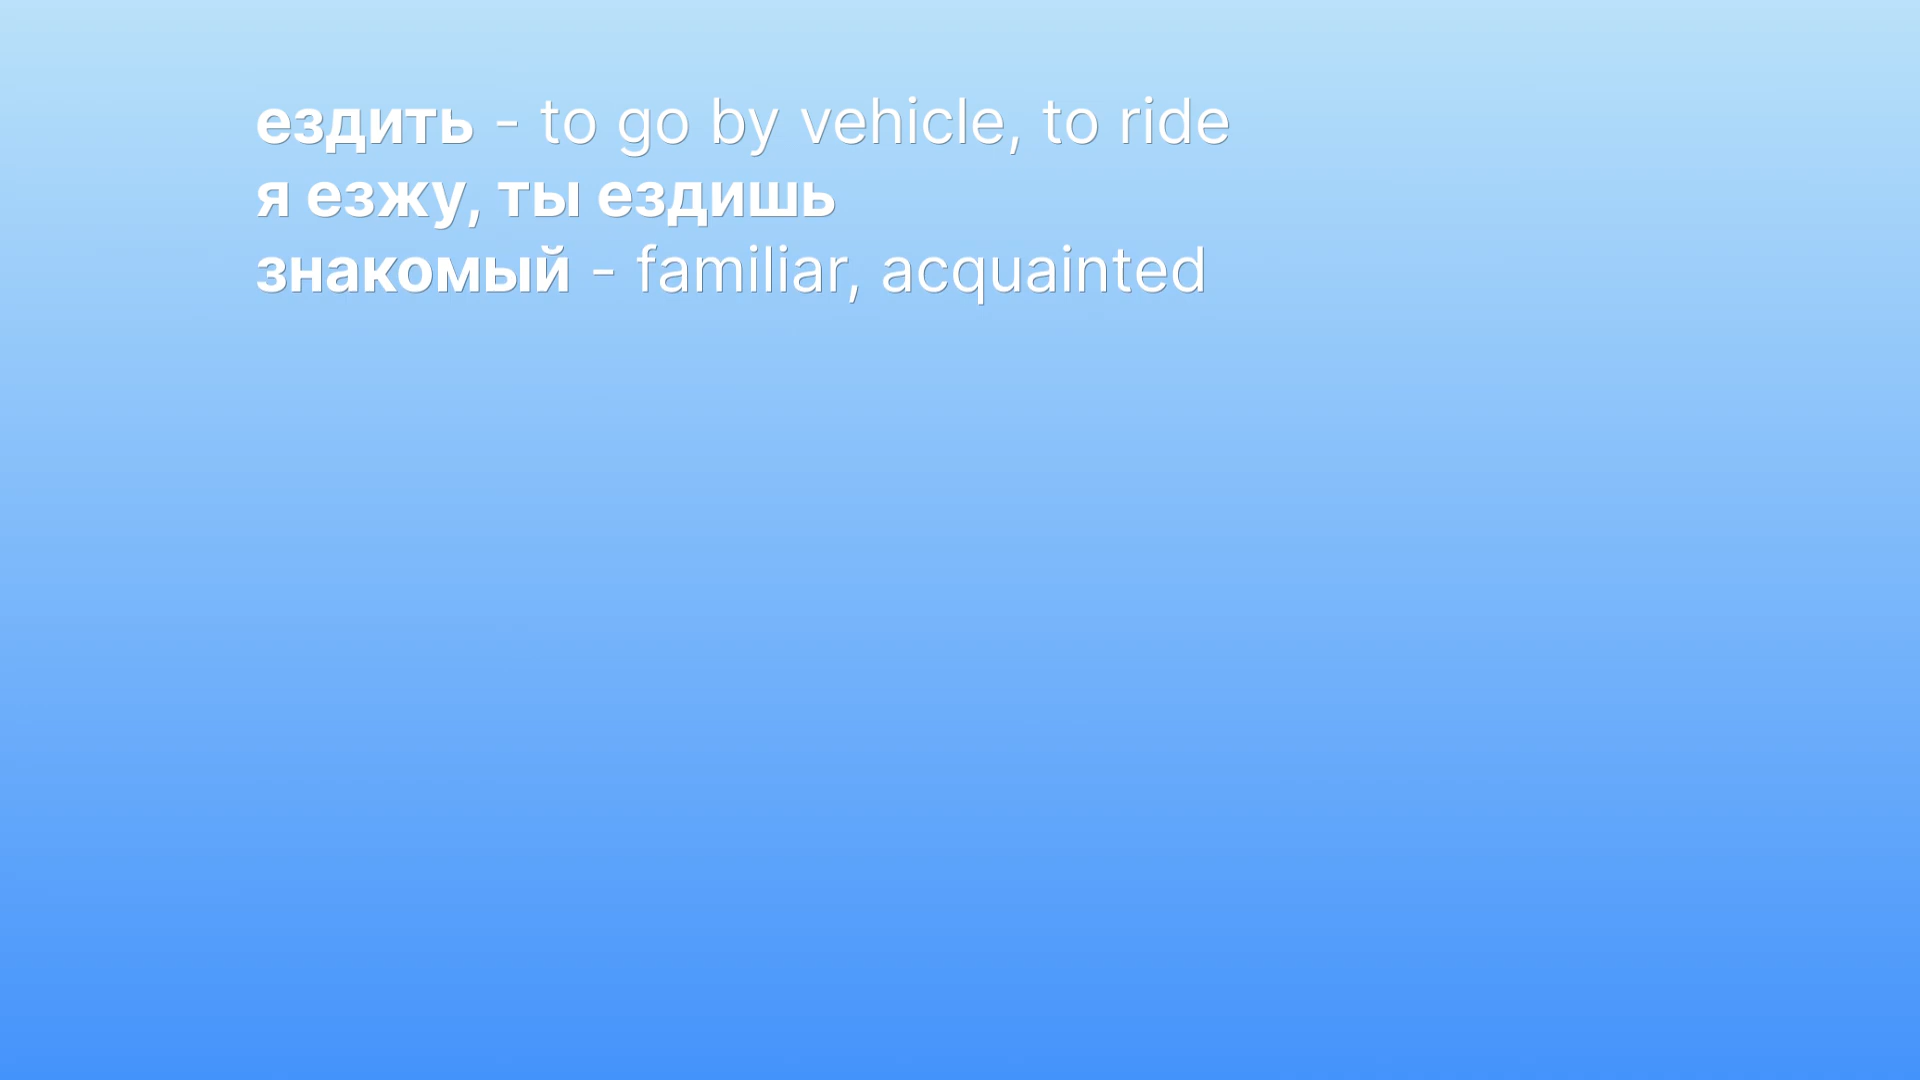 ездить - to go by vehicle, to ride
я езжу, ты ездишь
знакомый - familiar, acquainted